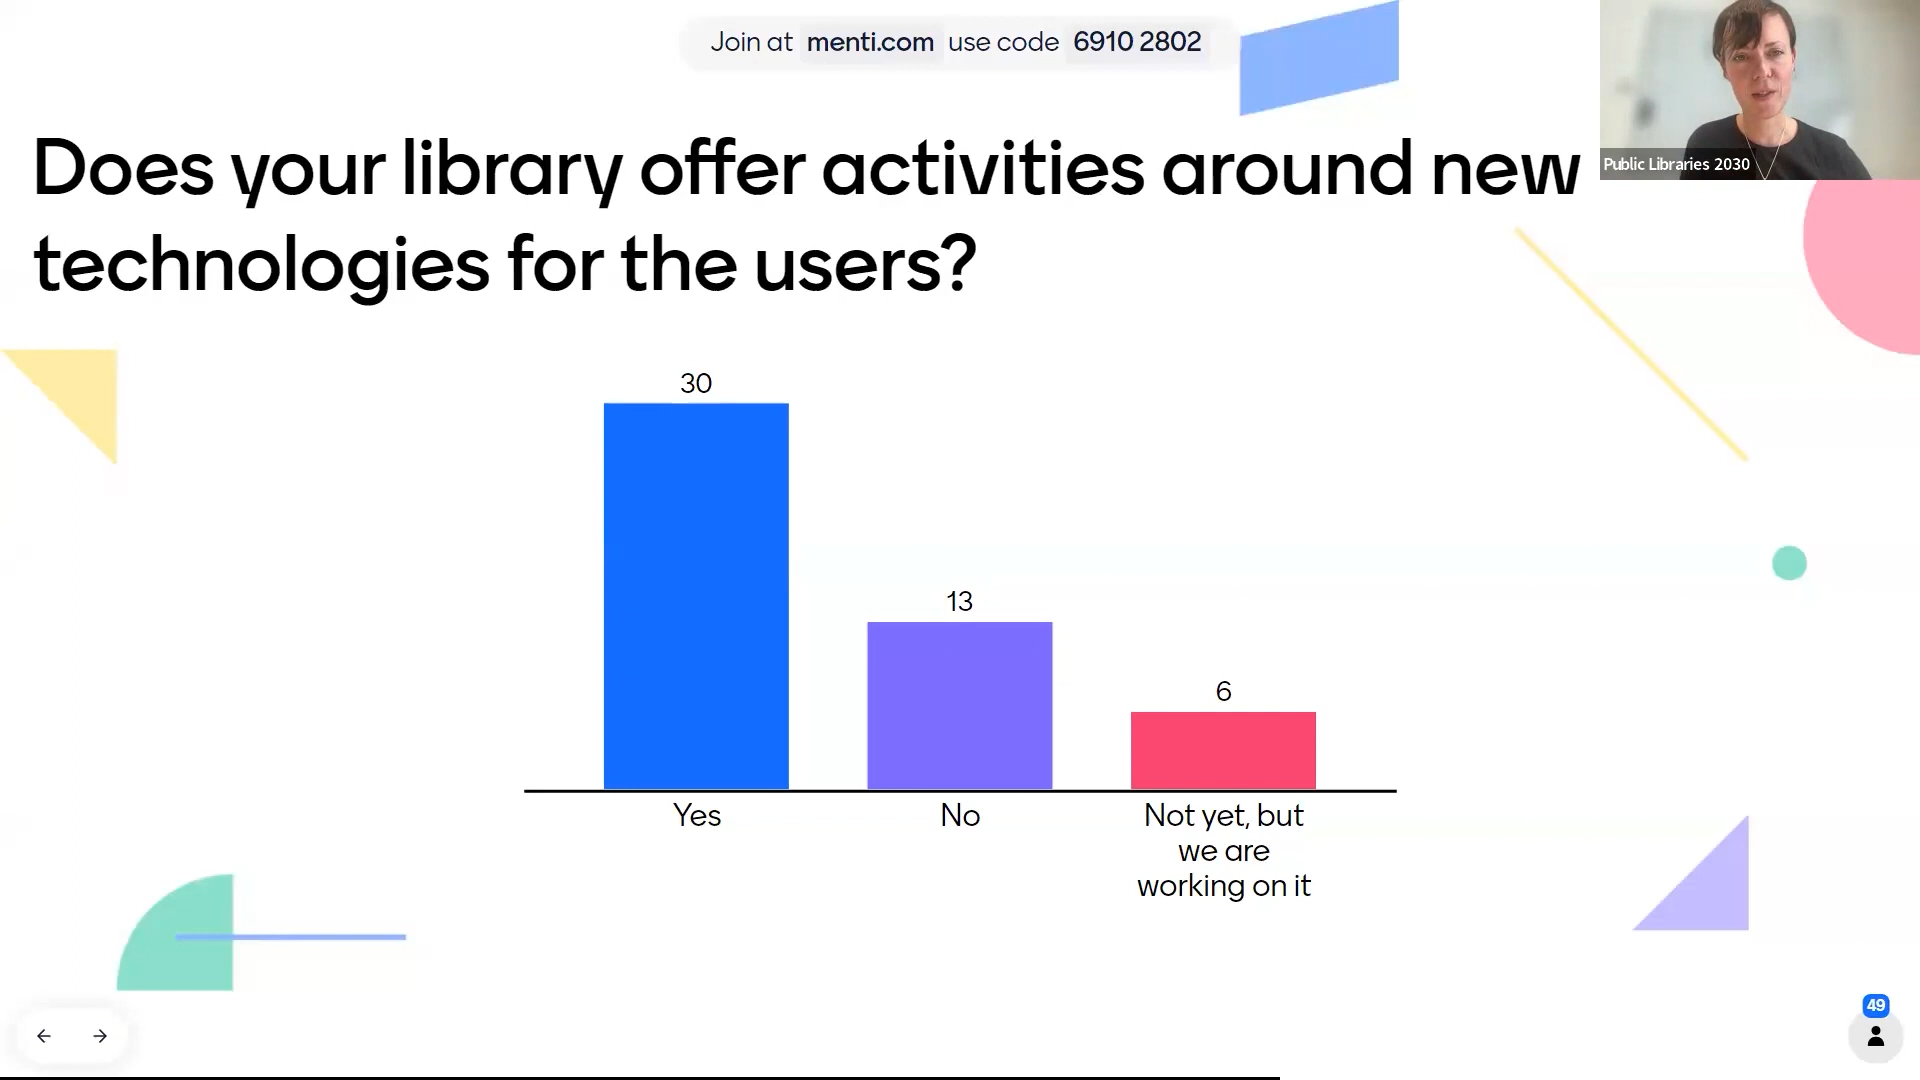 Join at menti.com use code 6910 2802
Public Libraries 2030
Does your library offer activities around new
technologies for the users?
30
13
6
Yes
No
Not yet, but
we are
working on it
49